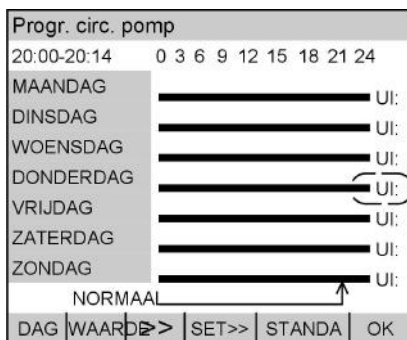 Progr. circ. pomp
20:00-20:14 0 3 6 9 12 15 18 21 24
MAANDAG UI:
DINSDAG UI:
WOENSDAG UI:
DONDERDAG UI:
VRIJDAG UI:
ZATERDAG UI:
ZONDAG UI:
NORMAAL
DAG WAARDE>> SET>> STANDA OK